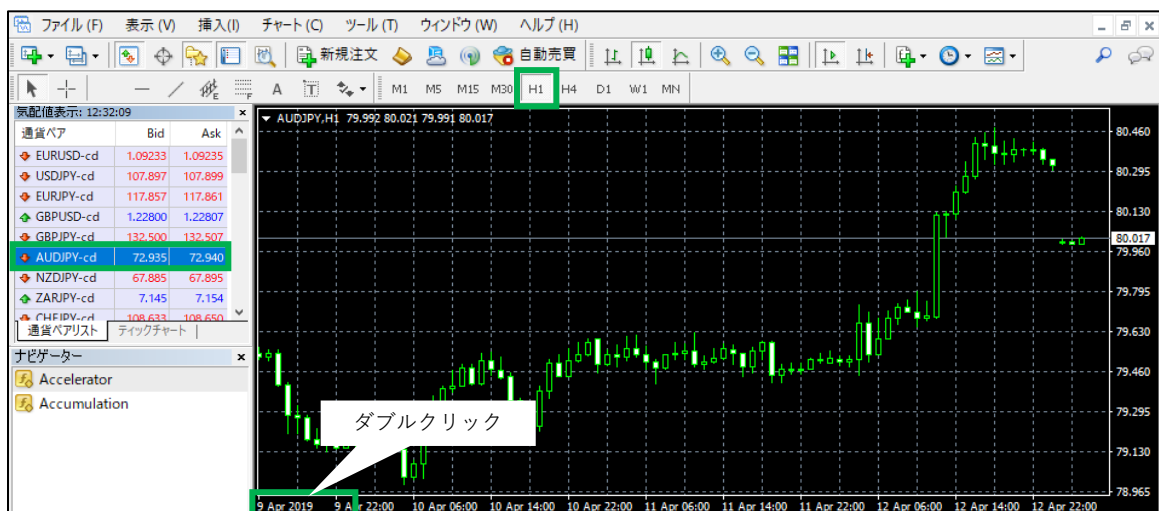 ファイル (F) 表示 (V) 挿入(I) チャート (C) ツール (T) ウィンドウ (W) ヘルプ (H)
新規注文 自動売買
A T M1 M5 M15 M30 H1 H4 D1 W1 MN
気配値表示: 12:32:09
通貨ペア Bid Ask
EURUSD-cd 1.09233 1.09235
USDJPY-cd 107.897 107.899
EURJPY-cd 117.857 117.861
GBPUSD-cd 1.22800 1.22807
GBPJPY-cd 132.500 132.507
AUDJPY-cd 72.935 72.940
NZDJPY-cd 67.885 67.895
ZARJPY-cd 7.145 7.154
CHFJPY-cd 108.633 108.650
通貨ペアリスト ティックチャート
ナビゲーター
Accelerator
Accumulation
AUDJPY,H1 79.992 80.021 79.991 80.017
80.460
80.295
80.130
80.017
79.960
79.795
79.630
79.460
79.295
79.130
78.965
ダブルクリック
9 Apr 2019 9 Apr 22:00 10 Apr 06:00 10 Apr 14:00 10 Apr 22:00 11 Apr 06:00 11 Apr 14:00 11 Apr 22:00 12 Apr 06:00 12 Apr 14:00 12 Apr 22:00